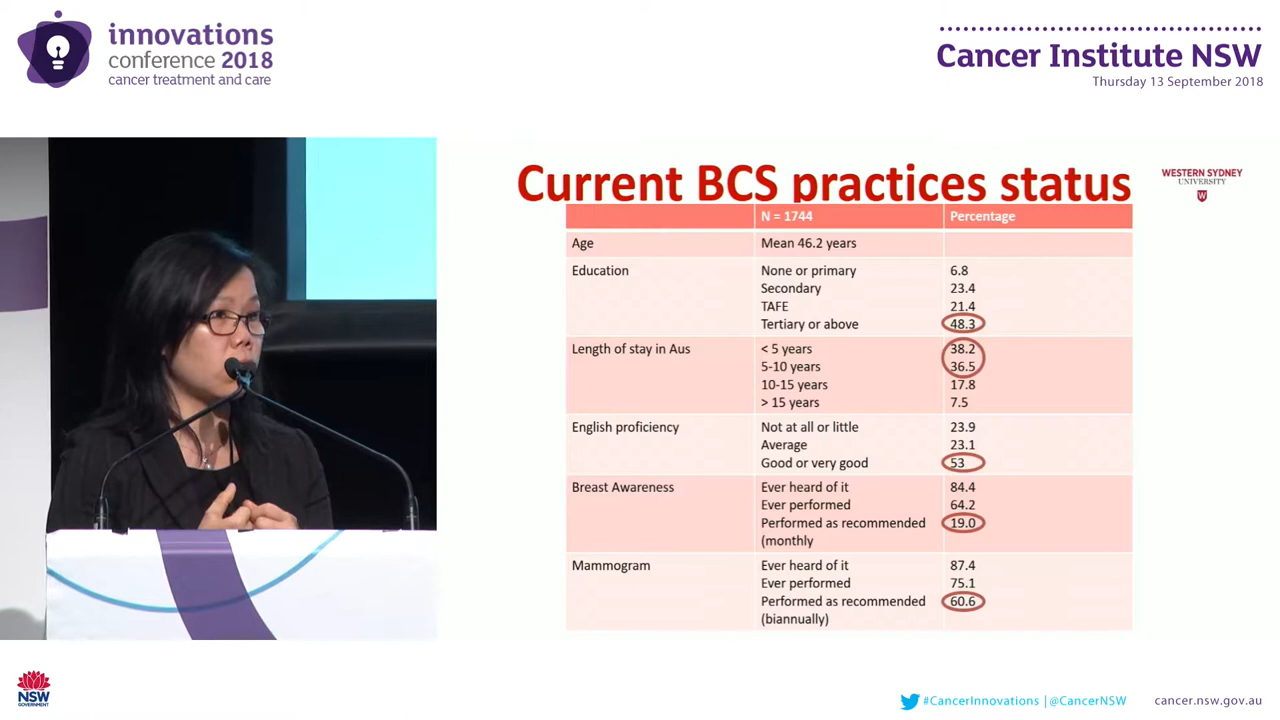 innovations
conference 2018
cancer treatment and care
Cancer Institute NSW
Thursday 13 September 2018
Current BCS practices status
WESTERN SYDNEY
UNIVERSITY
W
N = 1744 Percentage
Age Mean 46.2 years
Education None or primary 6.8
Secondary 23.4
TAFE 21.4
Tertiary or above 48.3
Length of stay in Aus < 5 years 38.2
5-10 years 36.5
10-15 years 17.8
> 15 years 7.5
English proficiency Not at all or little 23.9
Average 23.1
Good or very good 53
Breast Awareness Ever heard of it 84.4
Ever performed 64.2
Performed as recommended 19.0
(monthly
Mammogram Ever heard of it 87.4
Ever performed 75.1
Performed as recommended 60.6
(biannually)
NSW
GOVERNMENT
#CancerInnovations | @CancerNSW
cancer.nsw.gov.au